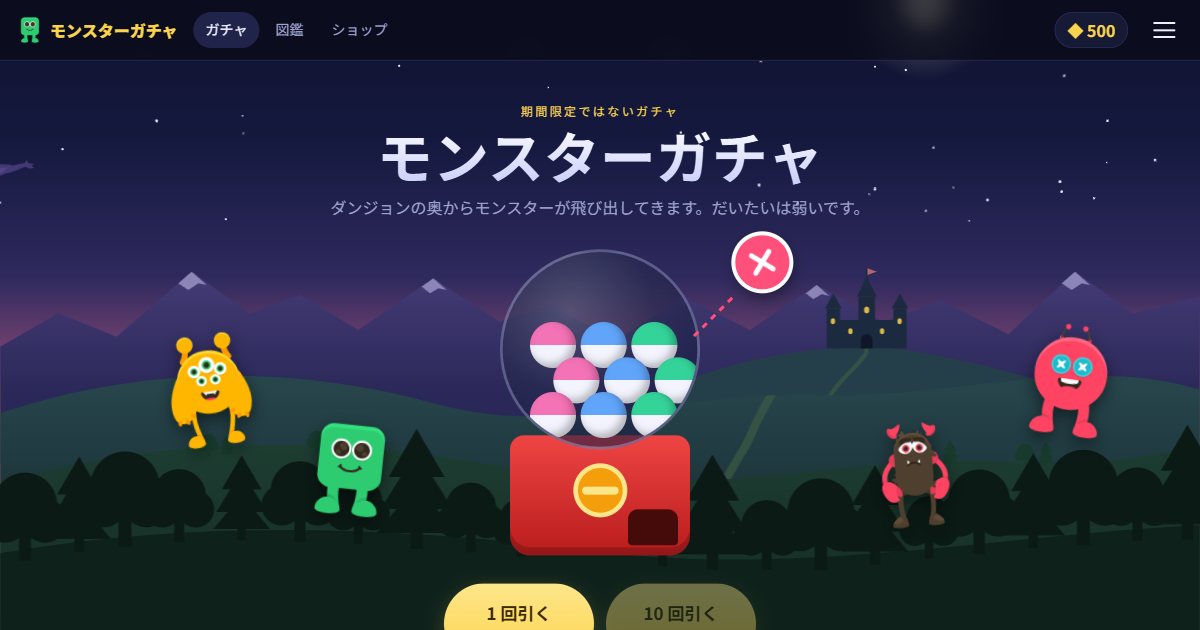 モンスターガチャ
ガチャ
図鑑
ショップ
500
期間限定ではないガチャ
モンスターガチャ
ダンジョンの奥からモンスターが飛び出してきます。だいたいは弱いです。
1 回引く
10 回引く